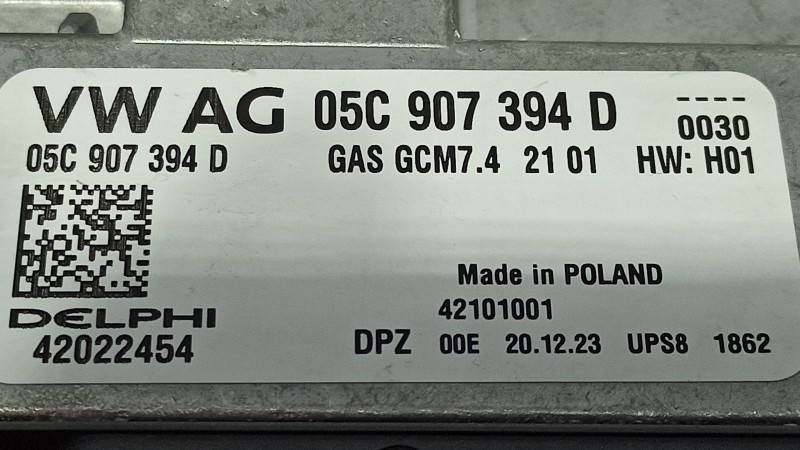 VW AG 05C 907 394 D ----
0030
05C 907 394 D GAS GCM7.4 21 01 HW: H01
Made in POLAND
DELPHI 42101001
42022454 DPZ 00E 20.12.23 UPS8 1862